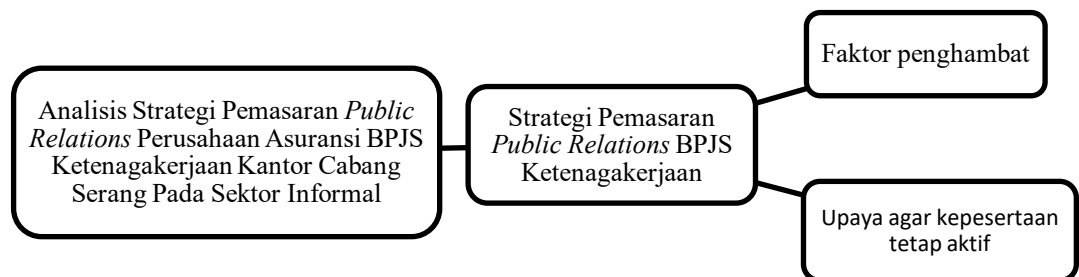 Analisis Strategi Pemasaran Public
Relations Perusahaan Asuransi BPJS
Ketenagakerjaan Kantor Cabang
Serang Pada Sektor Informal
Strategi Pemasaran
Public Relations BPJS
Ketenagakerjaan
Faktor penghambat
Upaya agar kepesertaan
tetap aktif